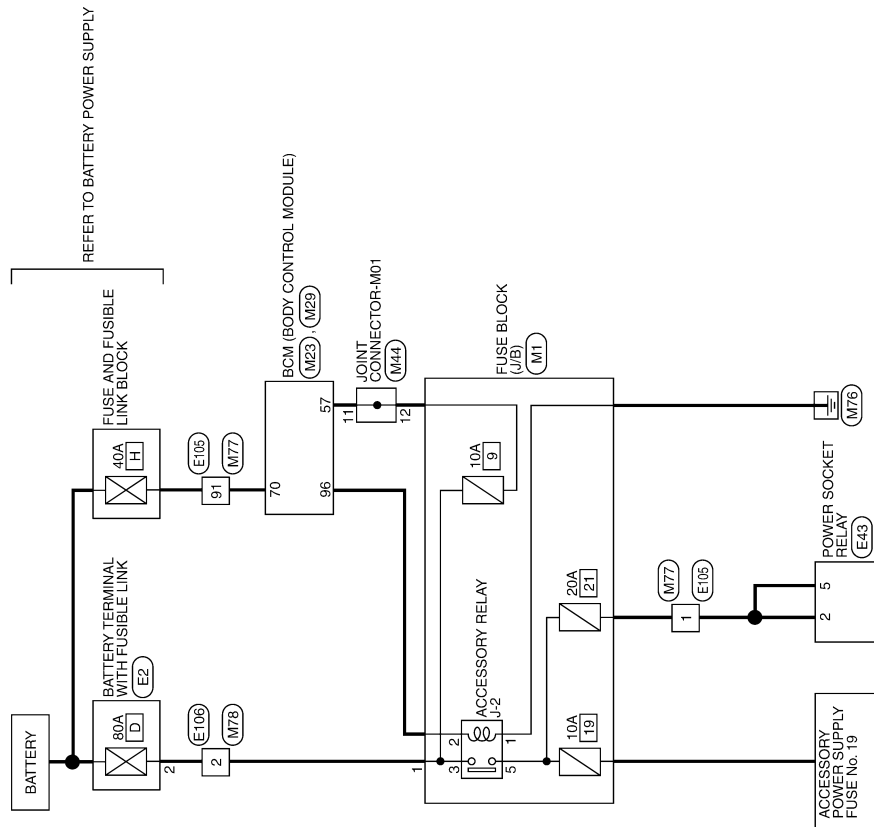 REFER TO BATTERY POWER SUPPLY
BATTERY
BATTERY TERMINAL
WITH FUSIBLE LINK
E2
80A
D
2
FUSE AND FUSIBLE
LINK BLOCK
40A
H
E106
2
M78
E105
91
M77
BCM (BODY CONTROL MODULE)
M23 , M29
70
96
57
JOINT
CONNECTOR-M01
M44
11
12
FUSE BLOCK
(J/B)
M1
1
10A
9
ACCESSORY RELAY
J-2
2
3
1
5
10A
19
20A
21
M77
1
E105
M76
ACCESSORY
POWER SUPPLY
FUSE No. 19
POWER SOCKET
RELAY
E43
2
5